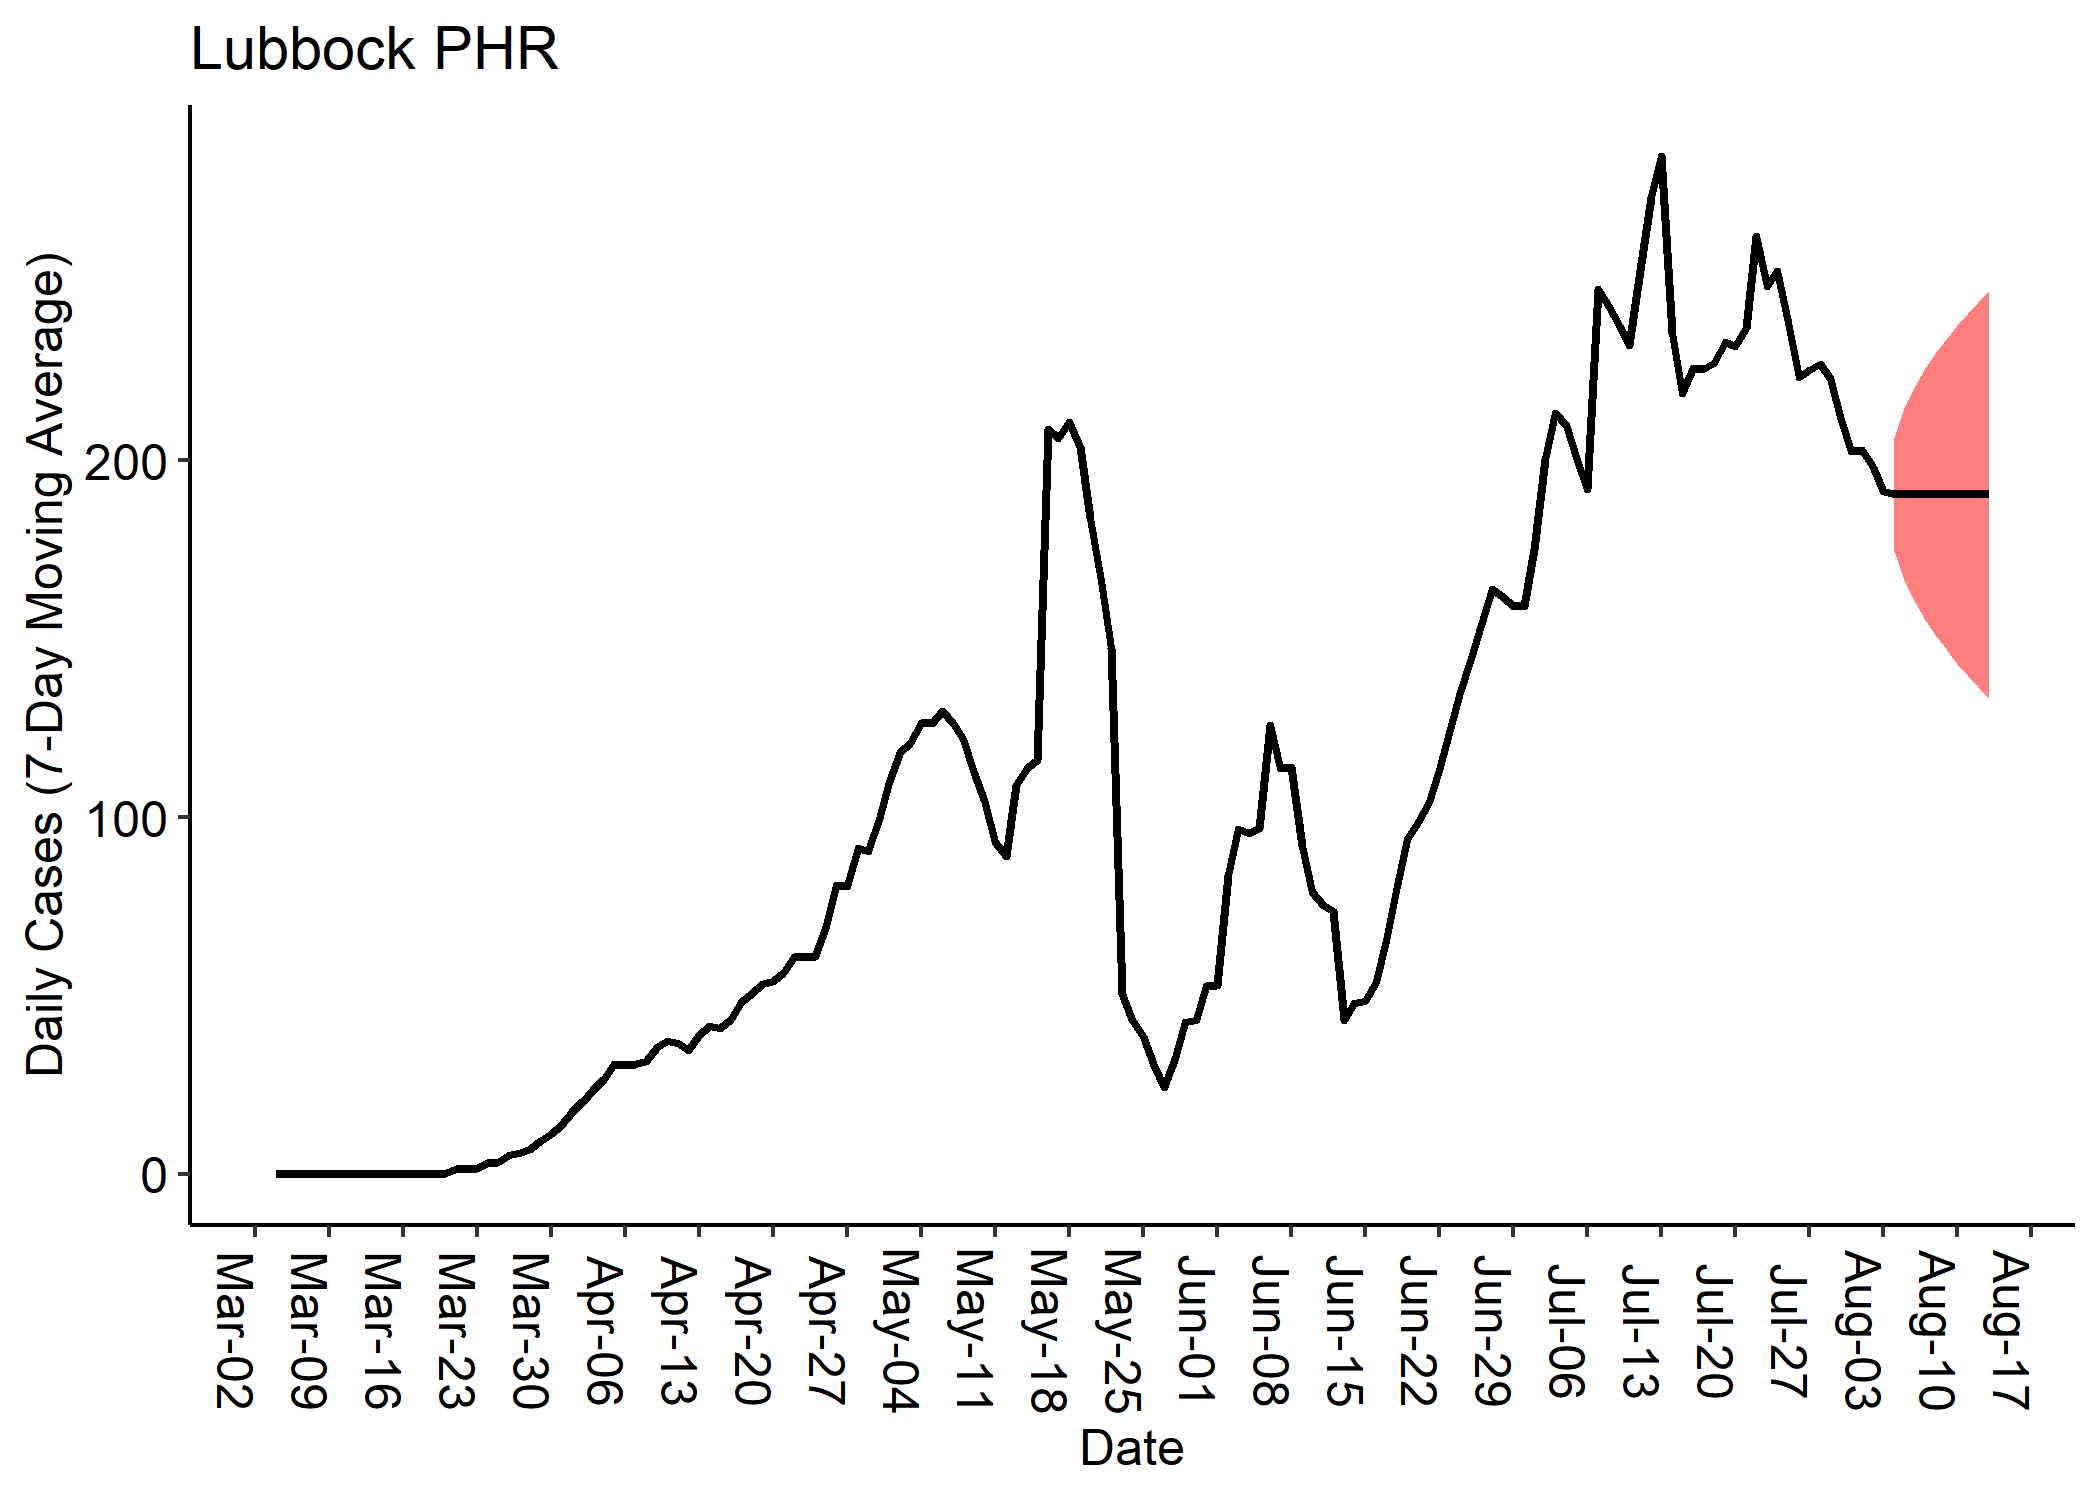 Lubbock PHR
Daily Cases (7-Day Moving Average)
200
100
0
Mar-02
Mar-09
Mar-16
Mar-23
Mar-30
Apr-06
Apr-13
Apr-20
Apr-27
May-04
May-11
May-18
May-25
Jun-01
Jun-08
Jun-15
Jun-22
Jun-29
Jul-06
Jul-13
Jul-20
Jul-27
Aug-03
Aug-10
Aug-17
Date